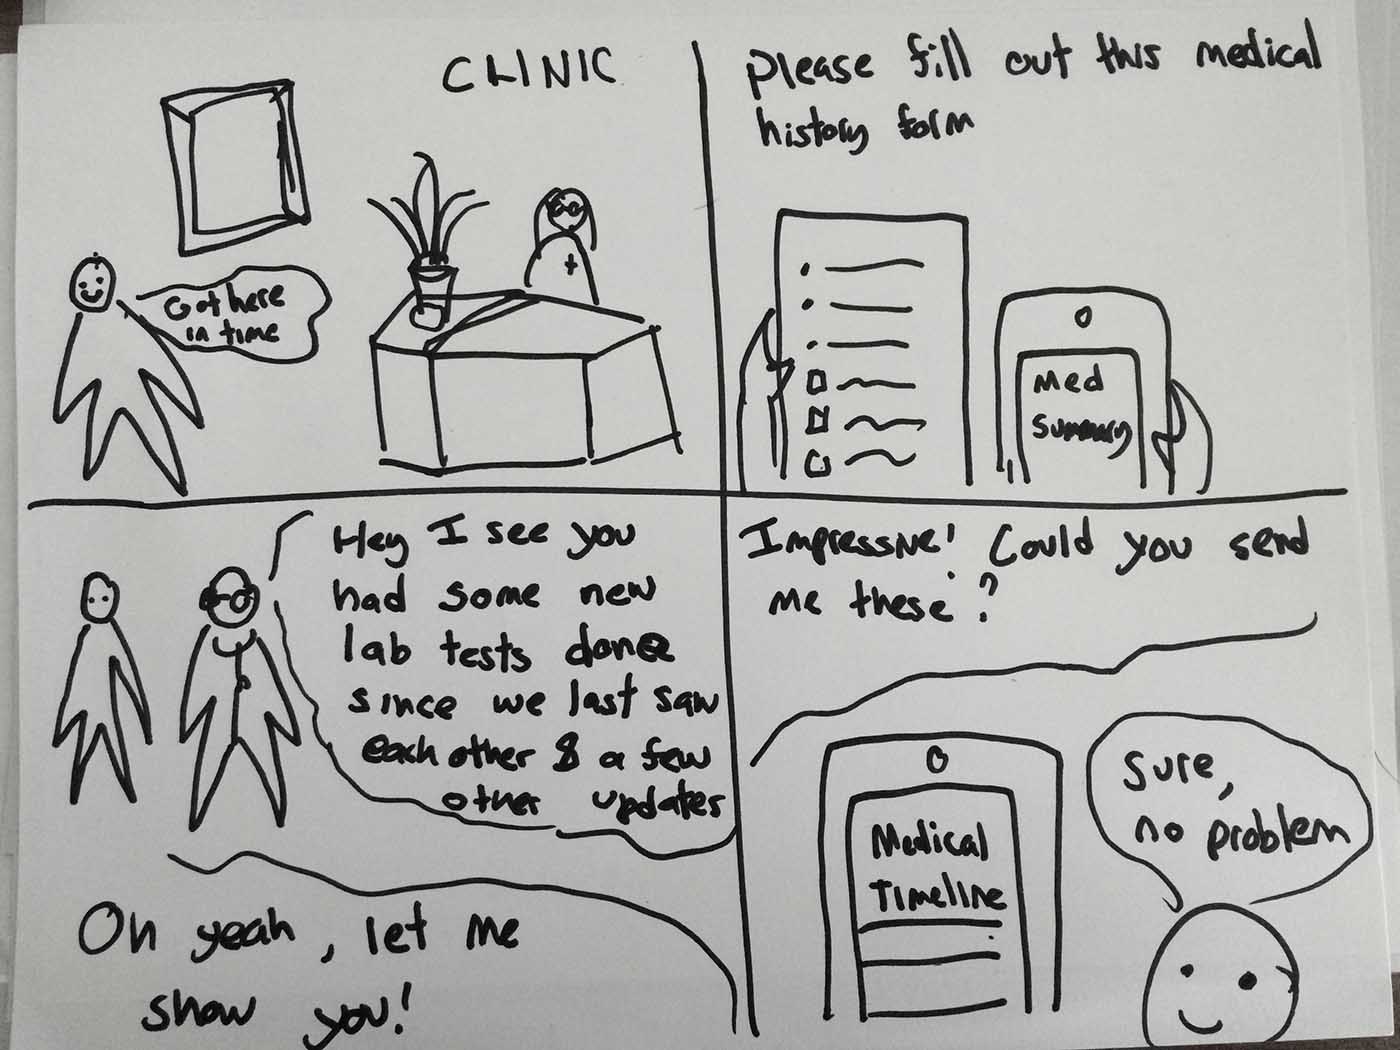 CLINIC
Got here
in time
please fill out this medical
history form
Med
Summary
Hey I see you
had some new
lab tests done
since we last saw
each other & a few
other updates
Oh yeah, let me
show you!
Impressive! Could you send
me these?
Medical
Timeline
Sure,
no problem